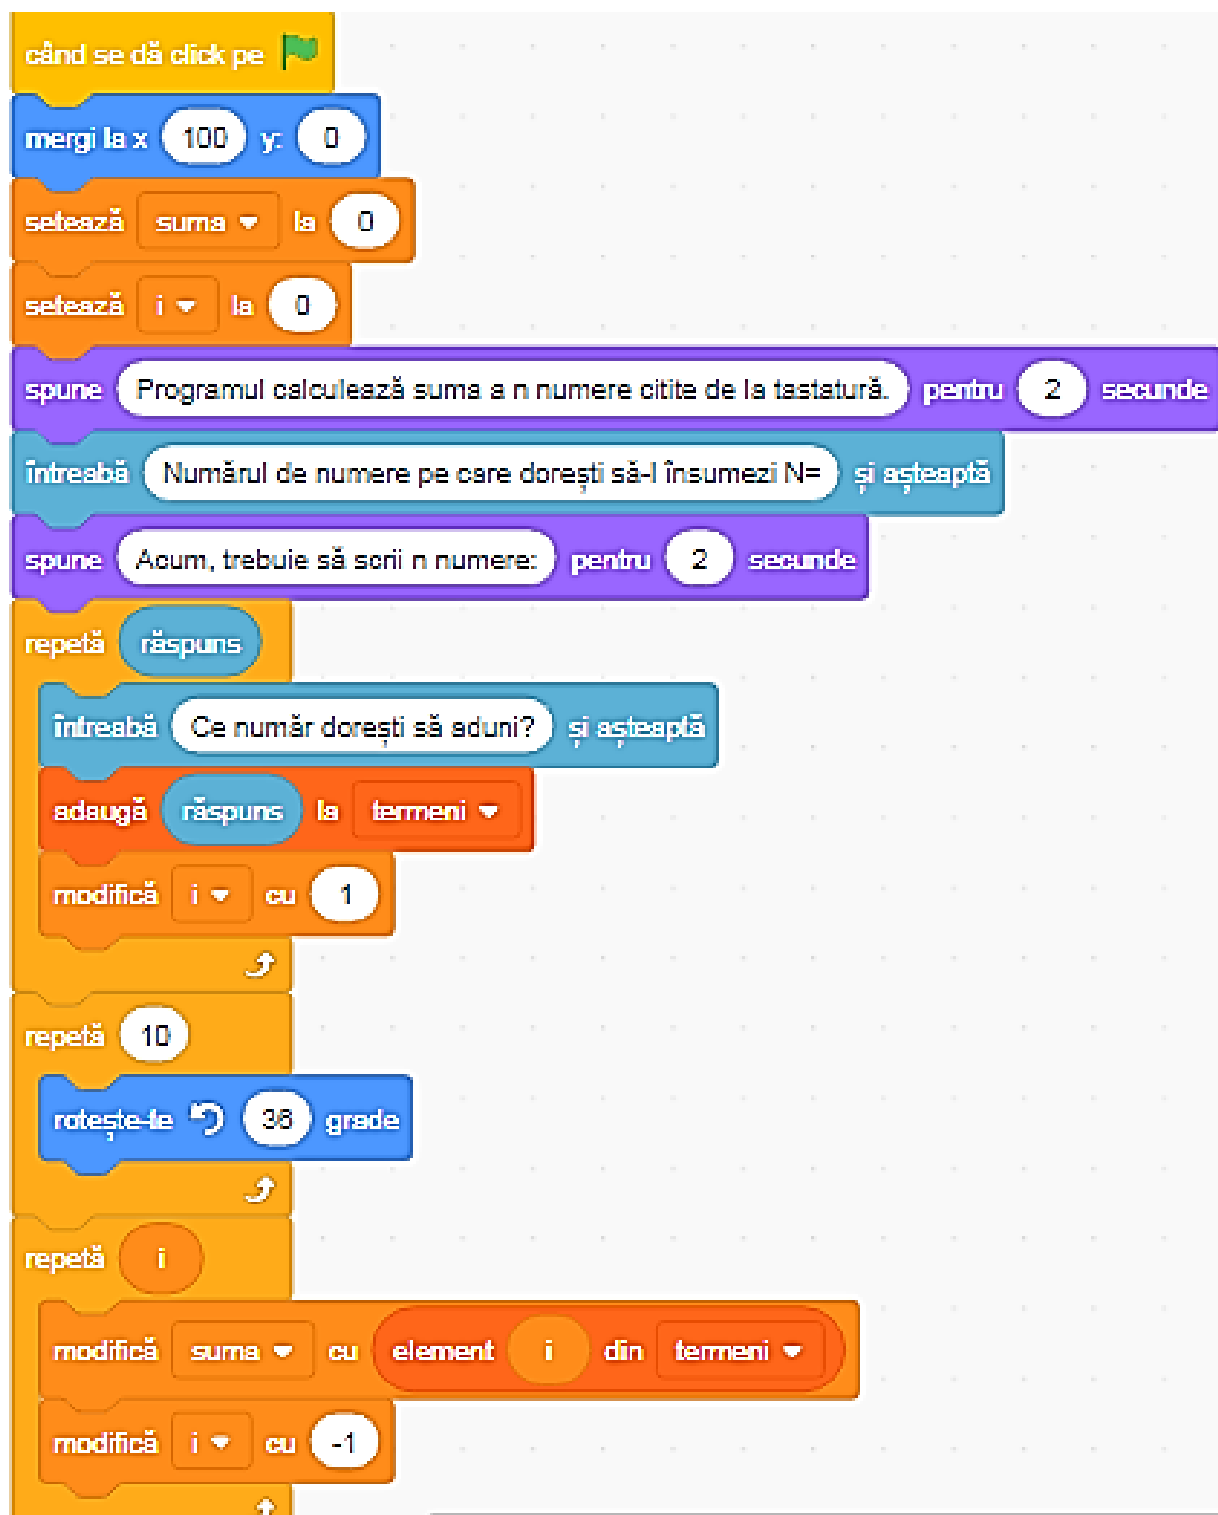 când se dă click pe
mergi la x 100 y: 0
setează suma la 0
setează i la 0
spune Programul calculează suma a n numere citite de la tastatură. pentru 2 secunde
întreabă Numărul de numere pe care dorești să-l însumezi N= și așteaptă
spune Acum, trebuie să scrii n numere: pentru 2 secunde
repetă răspuns
întreabă Ce număr dorești să aduni? și așteaptă
adaugă răspuns la termeni
modifică i cu 1
repetă 10
rotește-te 36 grade
repetă i
modifică suma cu element i din termeni
modifică i cu -1